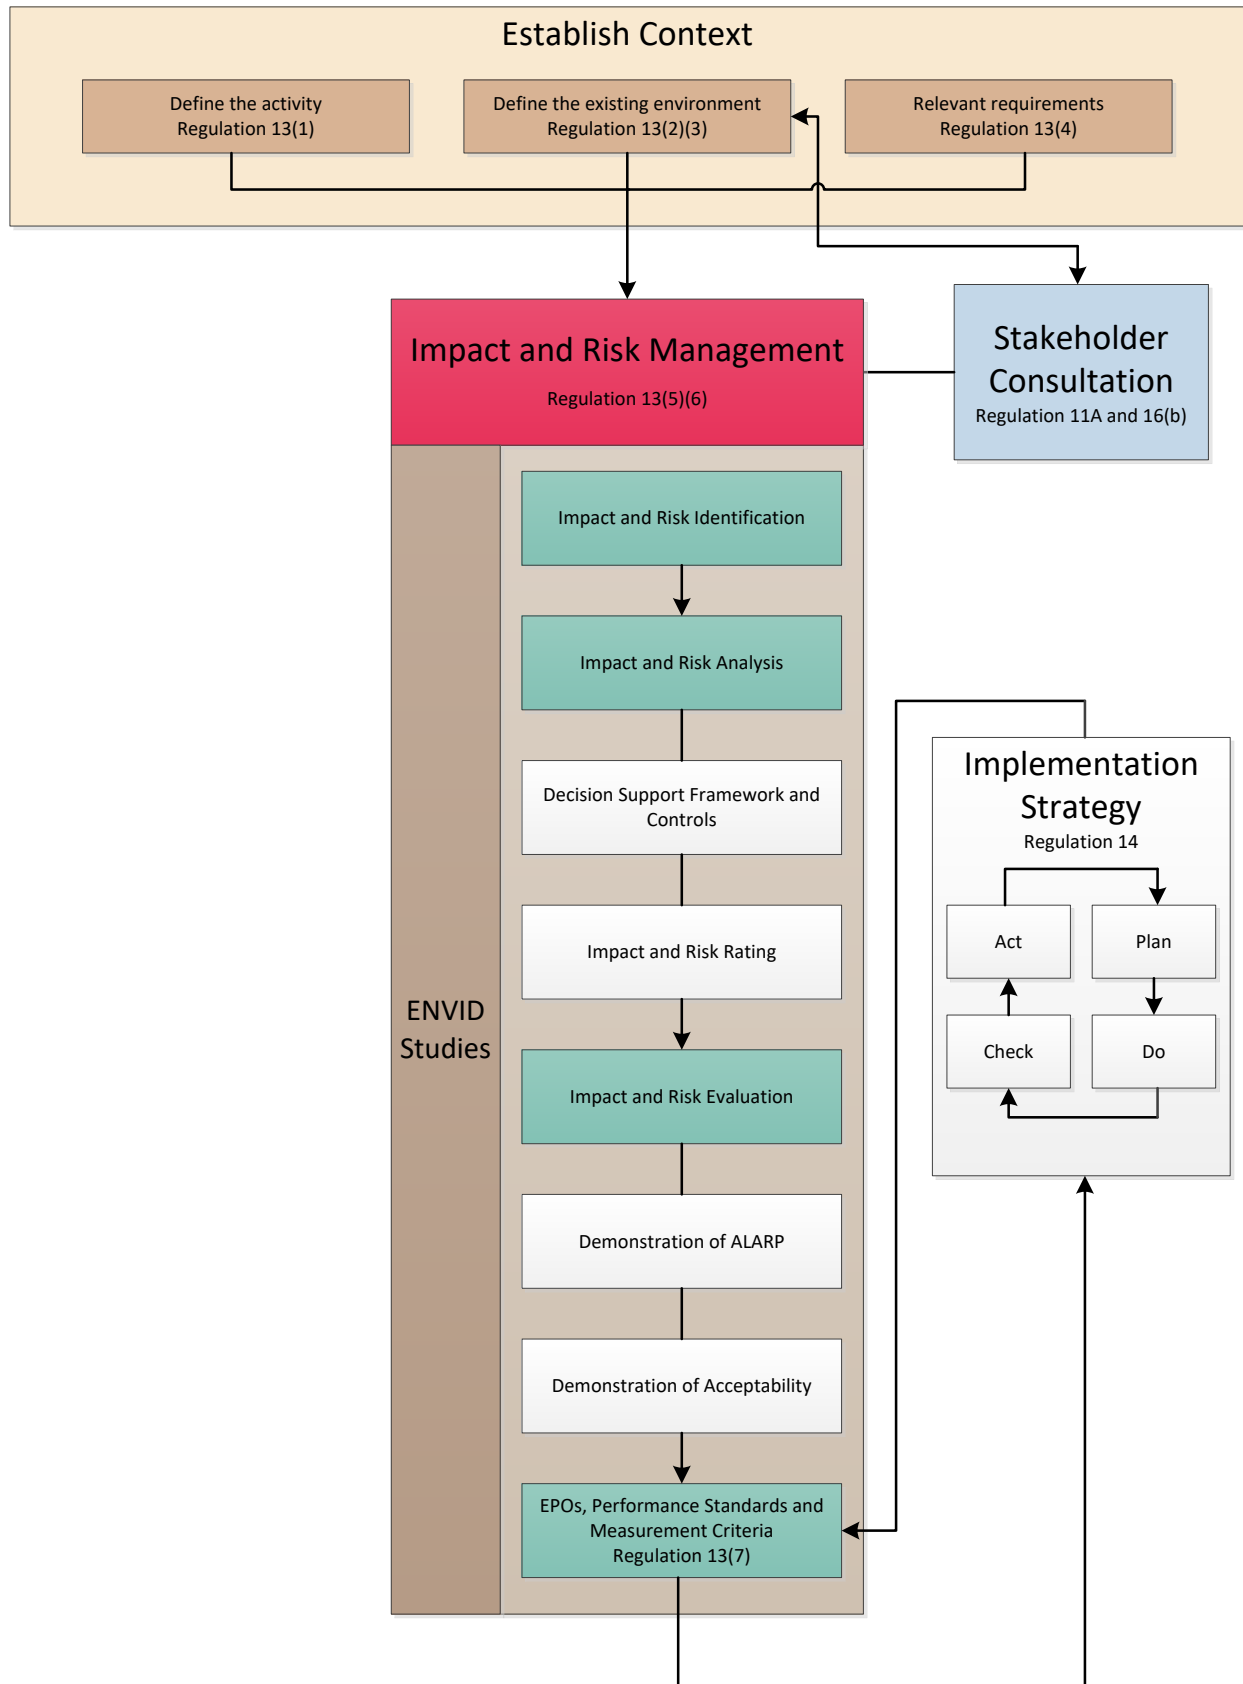 Establish Context
Define the activity
Regulation 13(1)
Define the existing environment
Regulation 13(2)(3)
Relevant requirements
Regulation 13(4)
Impact and Risk Management
Regulation 13(5)(6)
Stakeholder
Consultation
Regulation 11A and 16(b)
ENVID
Studies
Impact and Risk Identification
Impact and Risk Analysis
Decision Support Framework and
Controls
Impact and Risk Rating
Impact and Risk Evaluation
Demonstration of ALARP
Demonstration of Acceptability
EPOs, Performance Standards and
Measurement Criteria
Regulation 13(7)
Implementation
Strategy
Regulation 14
Act
Plan
Check
Do